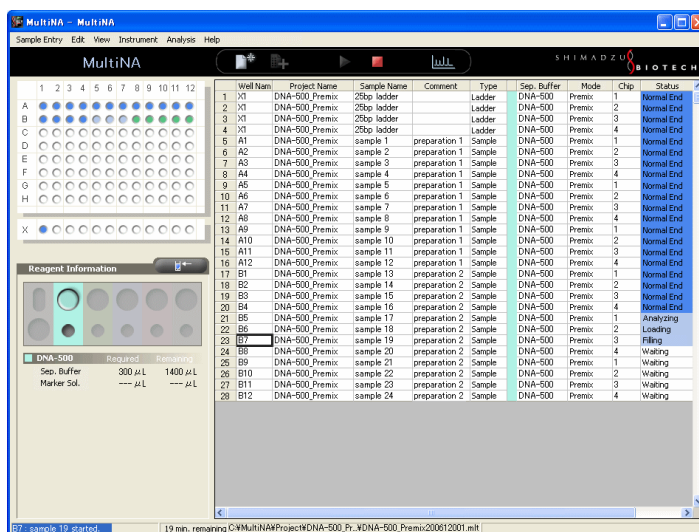 MultiNA - MultiNA
Sample Entry Edit View Instrument Analysis Help
MultiNA
SHIMADZU BIOTECH
1 2 3 4 5 6 7 8 9 10 11 12
A
B
C
D
E
F
G
H
X
Reagent Information
DNA-500 Required Remaining
Sep. Buffer 300 μL 1400 μL
Marker Sol. --- μL --- μL
Well Nam Project Name Sample Name Comment Type Sep. Buffer Mode Chip Status
1 X1 DNA-500_Premix 25bp ladder Ladder DNA-500 Premix 1 Normal End
2 X1 DNA-500_Premix 25bp ladder Ladder DNA-500 Premix 2 Normal End
3 X1 DNA-500_Premix 25bp ladder Ladder DNA-500 Premix 3 Normal End
4 X1 DNA-500_Premix 25bp ladder Ladder DNA-500 Premix 4 Normal End
5 A1 DNA-500_Premix sample 1 preparation 1 Sample DNA-500 Premix 1 Normal End
6 A2 DNA-500_Premix sample 2 preparation 1 Sample DNA-500 Premix 2 Normal End
7 A3 DNA-500_Premix sample 3 preparation 1 Sample DNA-500 Premix 3 Normal End
8 A4 DNA-500_Premix sample 4 preparation 1 Sample DNA-500 Premix 4 Normal End
9 A5 DNA-500_Premix sample 5 preparation 1 Sample DNA-500 Premix 1 Normal End
10 A6 DNA-500_Premix sample 6 preparation 1 Sample DNA-500 Premix 2 Normal End
11 A7 DNA-500_Premix sample 7 preparation 1 Sample DNA-500 Premix 3 Normal End
12 A8 DNA-500_Premix sample 8 preparation 1 Sample DNA-500 Premix 4 Normal End
13 A9 DNA-500_Premix sample 9 preparation 1 Sample DNA-500 Premix 1 Normal End
14 A10 DNA-500_Premix sample 10 preparation 1 Sample DNA-500 Premix 2 Normal End
15 A11 DNA-500_Premix sample 11 preparation 1 Sample DNA-500 Premix 3 Normal End
16 A12 DNA-500_Premix sample 12 preparation 1 Sample DNA-500 Premix 4 Normal End
17 B1 DNA-500_Premix sample 13 preparation 2 Sample DNA-500 Premix 1 Normal End
18 B2 DNA-500_Premix sample 14 preparation 2 Sample DNA-500 Premix 2 Normal End
19 B3 DNA-500_Premix sample 15 preparation 2 Sample DNA-500 Premix 3 Normal End
20 B4 DNA-500_Premix sample 16 preparation 2 Sample DNA-500 Premix 4 Normal End
21 B5 DNA-500_Premix sample 17 preparation 2 Sample DNA-500 Premix 1 Analyzing
22 B6 DNA-500_Premix sample 18 preparation 2 Sample DNA-500 Premix 2 Loading
23 B7 DNA-500_Premix sample 19 preparation 2 Sample DNA-500 Premix 3 Filling
24 B8 DNA-500_Premix sample 20 preparation 2 Sample DNA-500 Premix 4 Waiting
25 B9 DNA-500_Premix sample 21 preparation 2 Sample DNA-500 Premix 1 Waiting
26 B10 DNA-500_Premix sample 22 preparation 2 Sample DNA-500 Premix 2 Waiting
27 B11 DNA-500_Premix sample 23 preparation 2 Sample DNA-500 Premix 3 Waiting
28 B12 DNA-500_Premix sample 24 preparation 2 Sample DNA-500 Premix 4 Waiting
B7 : sample 19 started. 19 min. remaining C:¥MultiNA¥Project¥DNA-500_Pr..¥DNA-500_Premix200612001.mlt